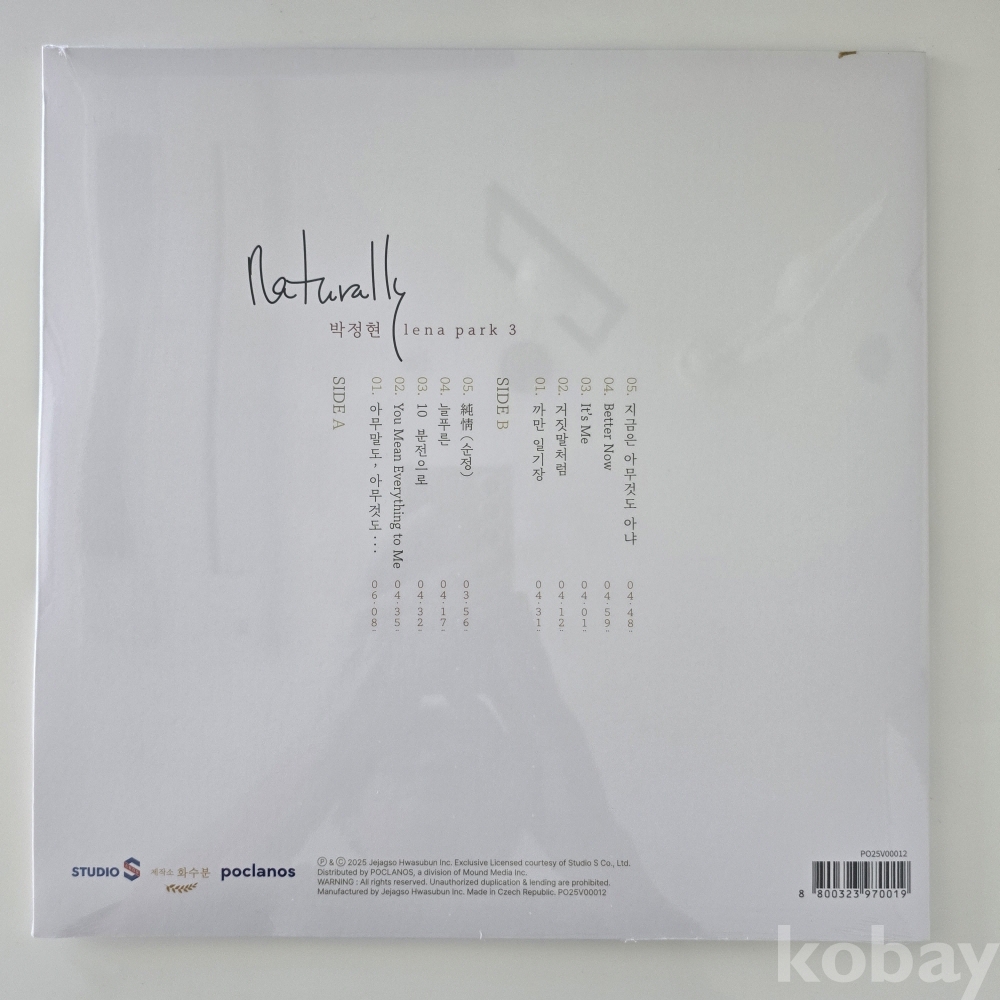 Naturally
박정현 lena park 3
SIDE A
01. 아무말도, 아무것도... 06:08
02. You Mean Everything to Me 04:35
03. 10 분전이로 04:32
04. 늘푸른 04:17
05. 純情 (순정) 03:56
SIDE B
01. 까만 일기장 04:31
02. 거짓말처럼 04:12
03. It's Me 04:01
04. Better Now 04:59
05. 지금은 아무것도 아냐 04:48
STUDIO S 제작소 화수분 poclanos
Ⓟ & Ⓒ 2025 Jejagso Hwasubun Inc. Exclusive Licensed courtesy of Studio S Co., Ltd.
Distributed by POCLANOS, a division of Mound Media Inc.
WARNING : All rights reserved. Unauthorized duplication & lending are prohibited.
Manufactured by Jejagso Hwasubun Inc. Made in Czech Republic. PO25V00012
PO25V00012
8 800323 970019
kobay